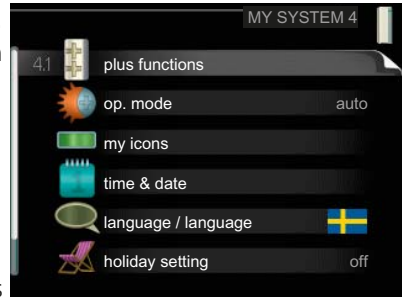 MY SYSTEM 4
4.1 plus functions
op. mode auto
my icons
time & date
language / language
holiday setting off